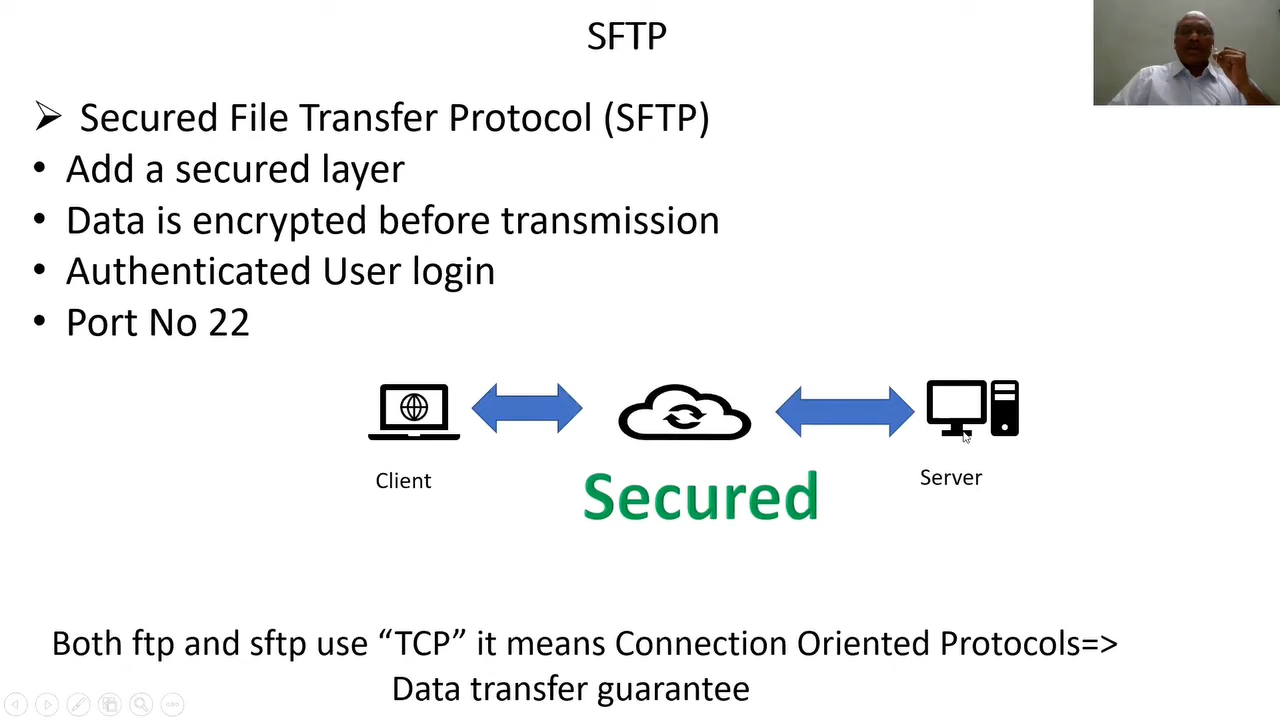 SFTP
➢ Secured File Transfer Protocol (SFTP)
• Add a secured layer
• Data is encrypted before transmission
• Authenticated User login
• Port No 22
Client
Server
Secured
Both ftp and sftp use “TCP” it means Connection Oriented Protocols=>
Data transfer guarantee